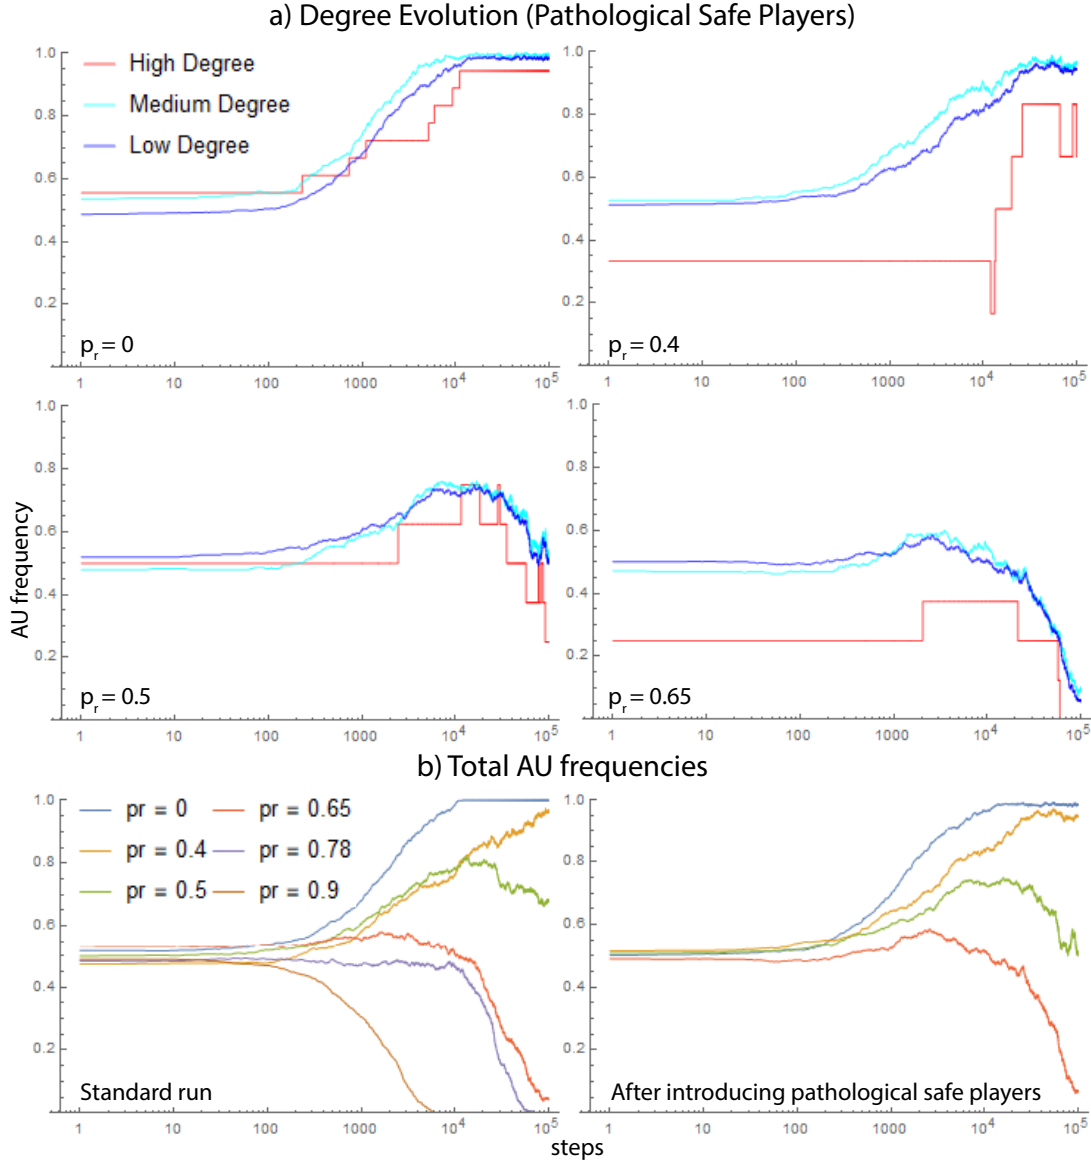 a) Degree Evolution (Pathological Safe Players)
High Degree
Medium Degree
Low Degree
1.0
0.8
0.6
0.4
0.2
p_r = 0
1 10 100 1000 10^4 10^5
1.0
0.8
0.6
0.4
0.2
p_r = 0.4
1 10 100 1000 10^4 10^5
AU frequency
1.0
0.8
0.6
0.4
0.2
p_r = 0.5
1 10 100 1000 10^4 10^5
1.0
0.8
0.6
0.4
0.2
p_r = 0.65
1 10 100 1000 10^4 10^5
b) Total AU frequencies
pr = 0 pr = 0.65
pr = 0.4 pr = 0.78
pr = 0.5 pr = 0.9
1.0
0.8
0.6
0.4
0.2
Standard run
1 10 100 1000 10^4 10^5
1.0
0.8
0.6
0.4
0.2
After introducing pathological safe players
1 10 100 1000 10^4 10^5
steps